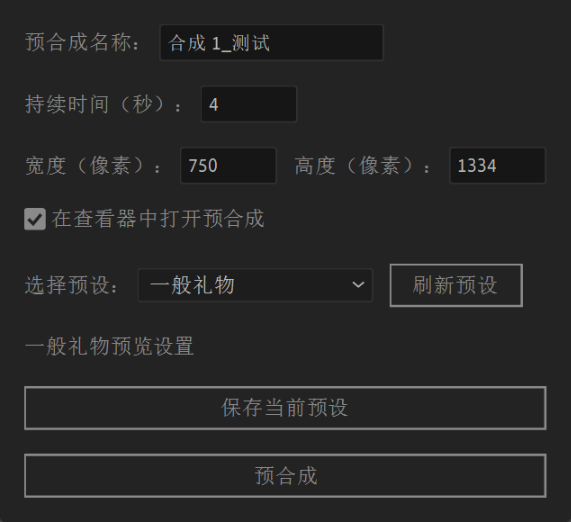 预合成名称： 合成 1_测试
持续时间（秒）： 4
宽度（像素）： 750 高度（像素）： 1334
在查看器中打开预合成
选择预设： 一般礼物 刷新预设
一般礼物预览设置
保存当前预设
预合成